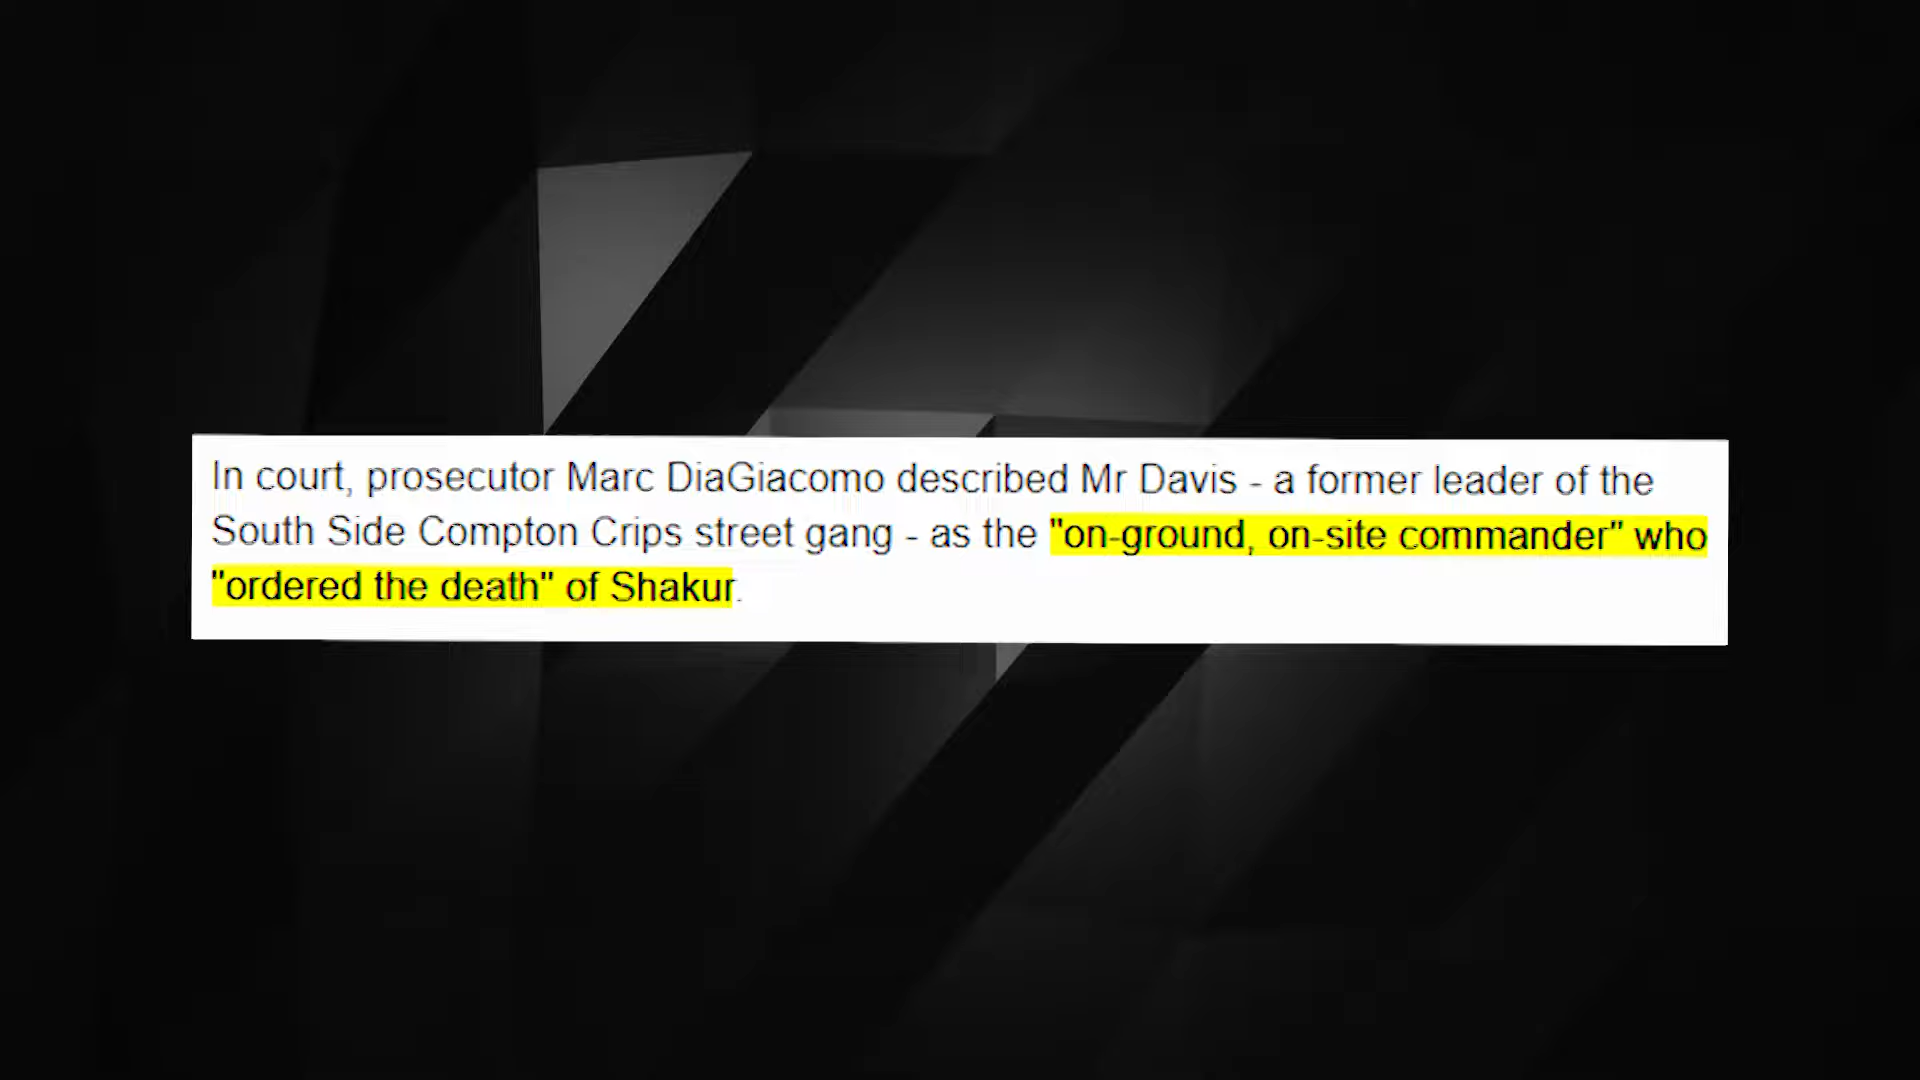 In court, prosecutor Marc DiaGiacomo described Mr Davis - a former leader of the
South Side Compton Crips street gang - as the "on-ground, on-site commander" who
"ordered the death" of Shakur.